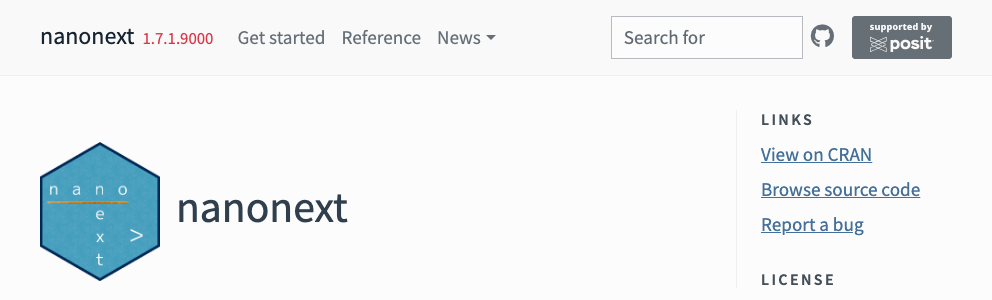 nanonext 1.7.1.9000 Get started Reference News Search for supported by posit
LINKS
View on CRAN
Browse source code
Report a bug
n a n o
e
x >
t
nanonext
LICENSE